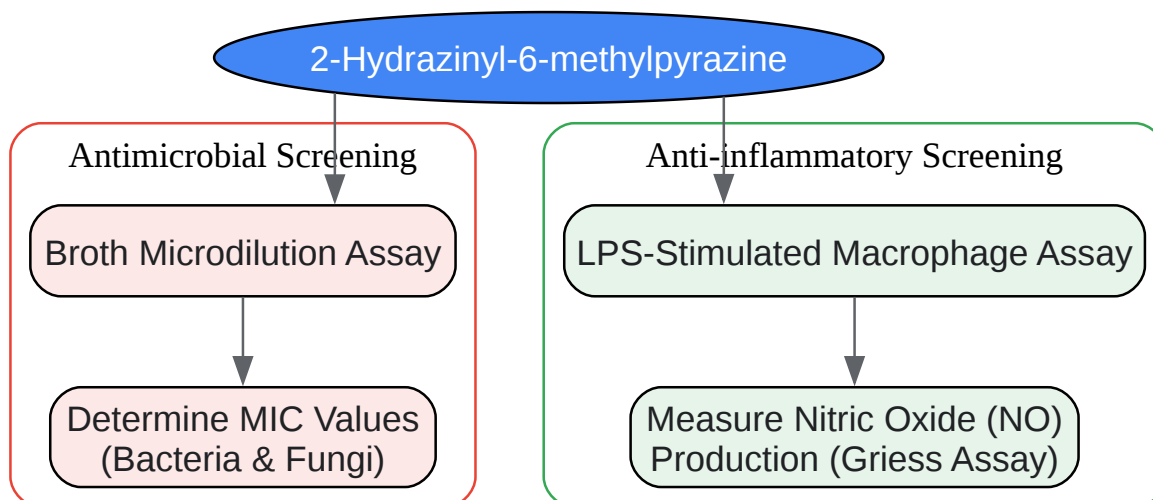 2-Hydrazinyl-6-methylpyrazine
Antimicrobial Screening
Broth Microdilution Assay
Determine MIC Values
(Bacteria & Fungi)
Anti-inflammatory Screening
LPS-Stimulated Macrophage Assay
Measure Nitric Oxide (NO)
Production (Griess Assay)